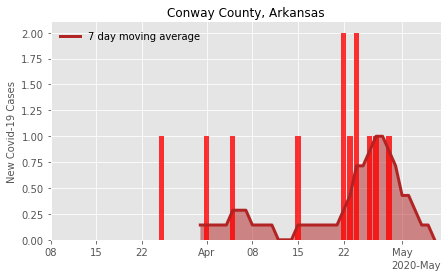 Conway County, Arkansas
7 day moving average
New Covid-19 Cases
2.00
1.75
1.50
1.25
1.00
0.75
0.50
0.25
0.00
08 15 22 Apr 08 15 22 May
2020-May